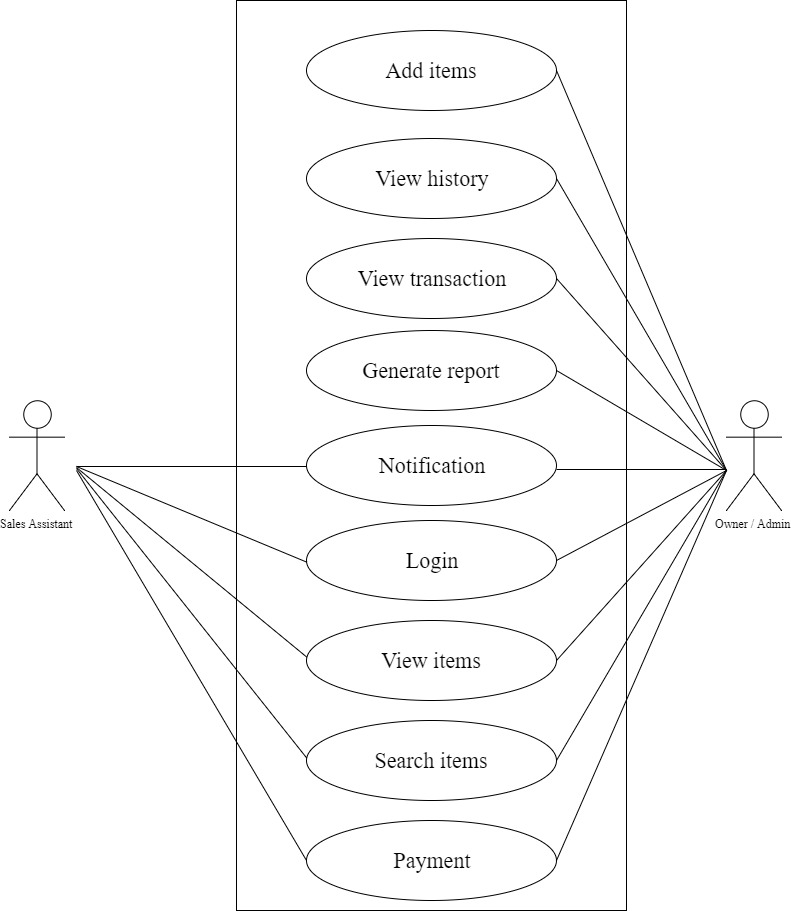 Add items
View history
View transaction
Generate report
Notification
Sales Assistant
Owner / Admin
Login
View items
Search items
Payment